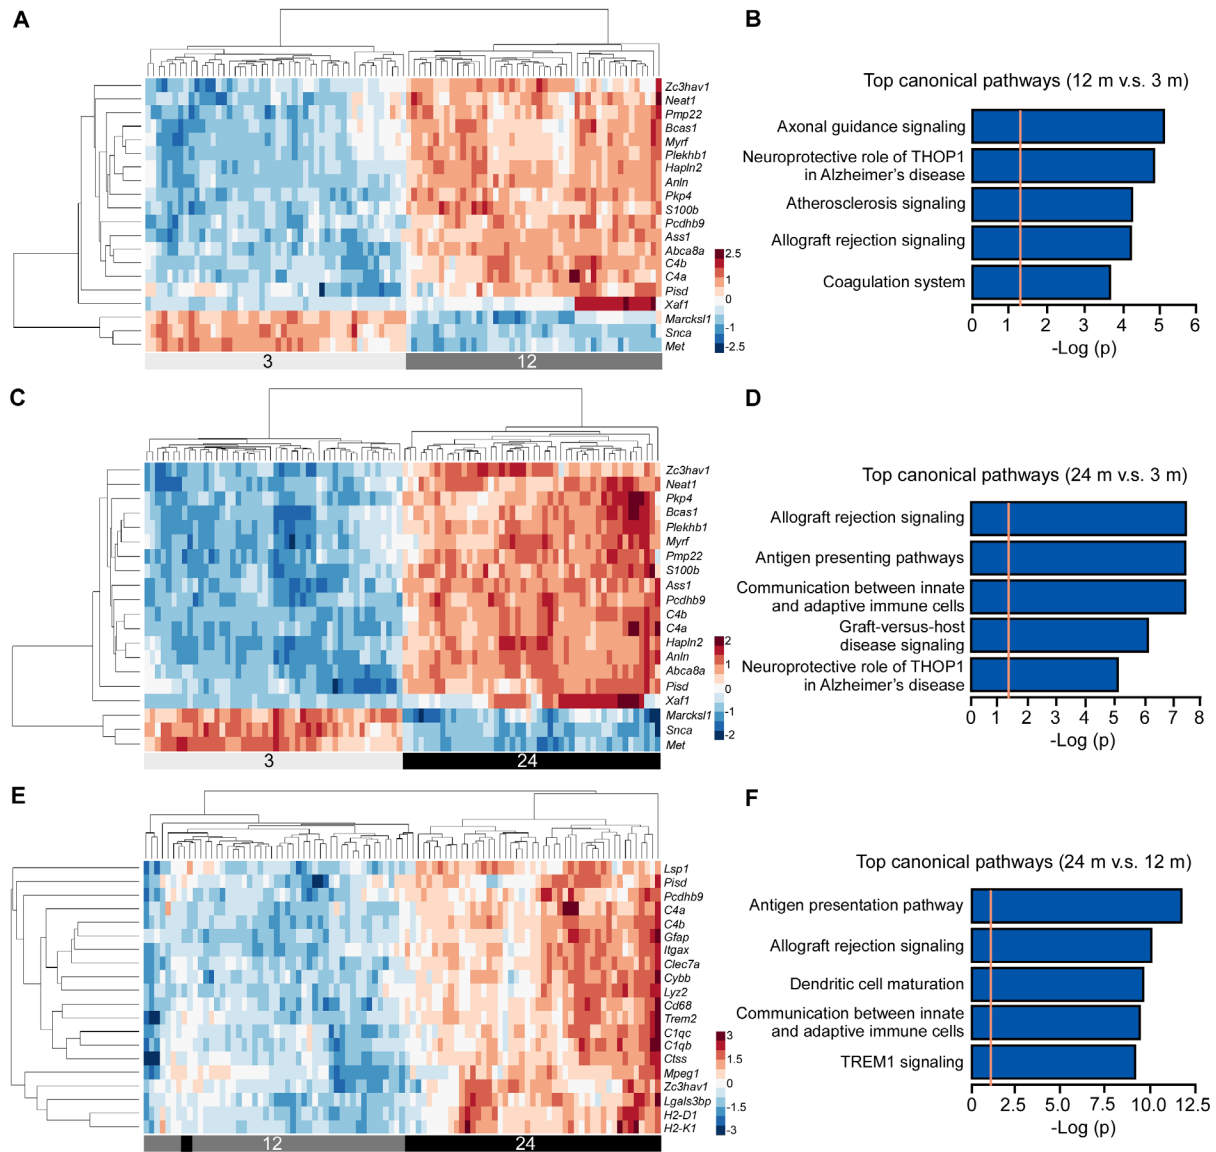 A
Zc3hav1
Neat1
Pmp22
Bcas1
Myrf
Plekhb1
Hapln2
Anln
Pkp4
S100b
Pcdhb9
Ass1
Abca8a
C4b
C4a
Pisd
Xaf1
Marcksl1
Snca
Met
2.5
1
0
-1
-2.5
3
12
B
Top canonical pathways (12 m v.s. 3 m)
Axonal guidance signaling
Neuroprotective role of THOP1
in Alzheimer's disease
Atherosclerosis signaling
Allograft rejection signaling
Coagulation system
0 1 2 3 4 5 6
-Log (p)
C
Zc3hav1
Neat1
Pkp4
Bcas1
Plekhb1
Myrf
Pmp22
S100b
Ass1
Pcdhb9
C4b
C4a
Hapln2
Anln
Abca8a
Pisd
Xaf1
Marcksl1
Snca
Met
2
1
0
-1
-2
3
24
D
Top canonical pathways (24 m v.s. 3 m)
Allograft rejection signaling
Antigen presenting pathways
Communication between innate
and adaptive immune cells
Graft-versus-host
disease signaling
Neuroprotective role of THOP1
in Alzheimer's disease
0 1 2 3 4 5 6 7 8
-Log (p)
E
Lsp1
Pisd
Pcdhb9
C4a
C4b
Gfap
Itgax
Clec7a
Cybb
Lyz2
Cd68
Trem2
C1qc
C1qb
Ctss
Mpeg1
Zc3hav1
Lgals3bp
H2-D1
H2-K1
3
1.5
0
-1.5
-3
12
24
F
Top canonical pathways (24 m v.s. 12 m)
Antigen presentation pathway
Allograft rejection signaling
Dendritic cell maturation
Communication between innate
and adaptive immune cells
TREM1 signaling
0 2.5 5.0 7.5 10.0 12.5
-Log (p)